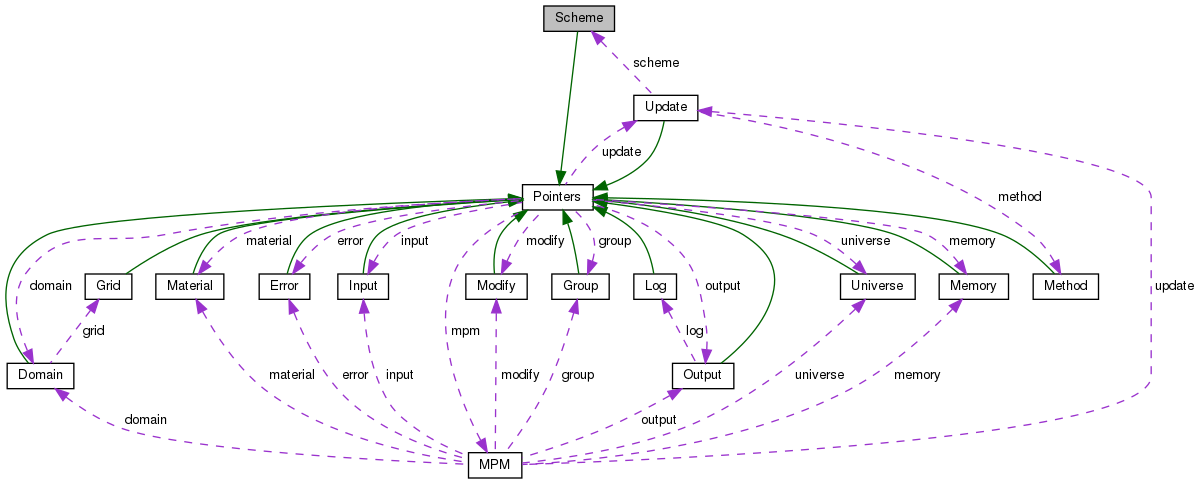 Scheme
scheme
Update
update
Pointers
method
material
error
input
modify
group
universe
memory
domain
Grid
Material
Error
Input
Modify
Group
Log
output
Universe
Memory
Method
update
grid
mpm
log
Domain
Output
material
error
input
modify
group
universe
memory
domain
output
MPM